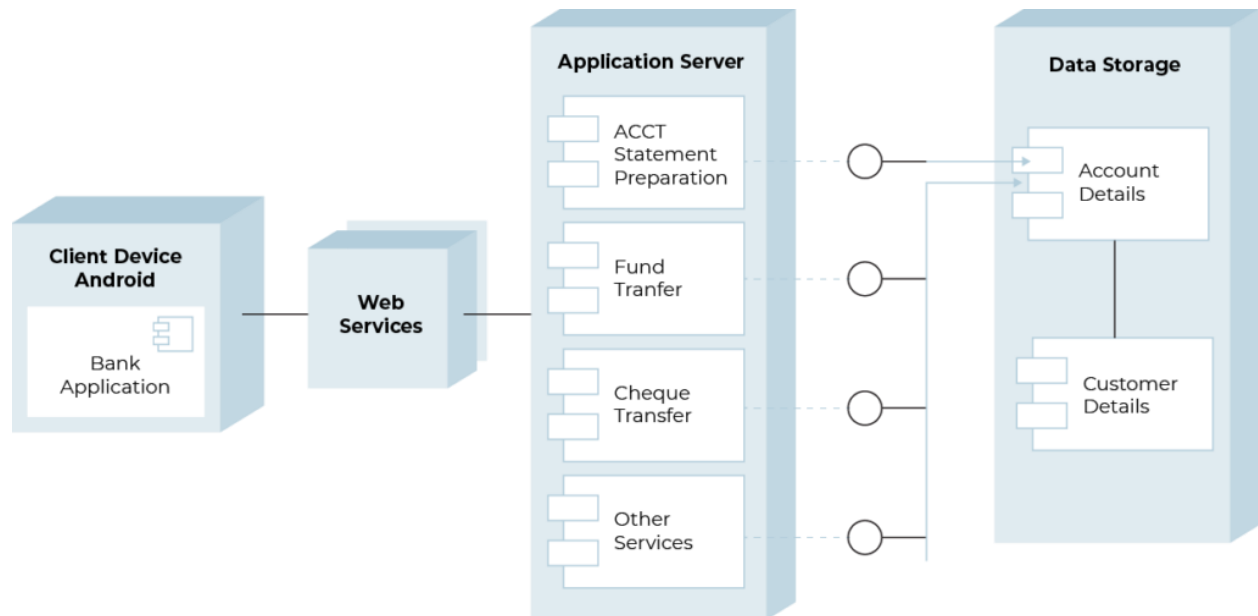 Client Device
Android
Bank
Application
Web
Services
Application Server
ACCT
Statement
Preparation
Fund
Tranfer
Cheque
Transfer
Other
Services
Data Storage
Account
Details
Customer
Details